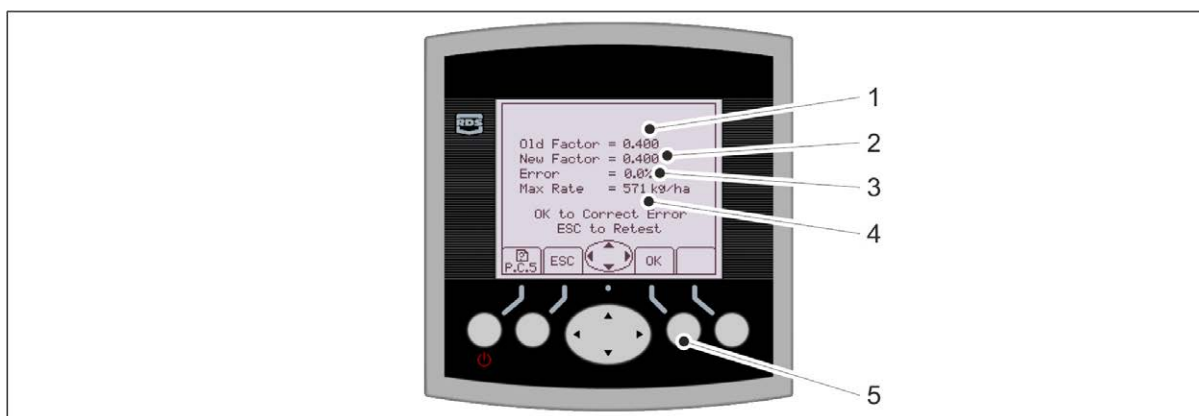 RDS
Old Factor = 0.400
New Factor = 0.400
Error = 0.0%
Max Rate = 571 kg/ha
OK to Correct Error
ESC to Retest
P.C.5 ESC OK
1
2
3
4
5